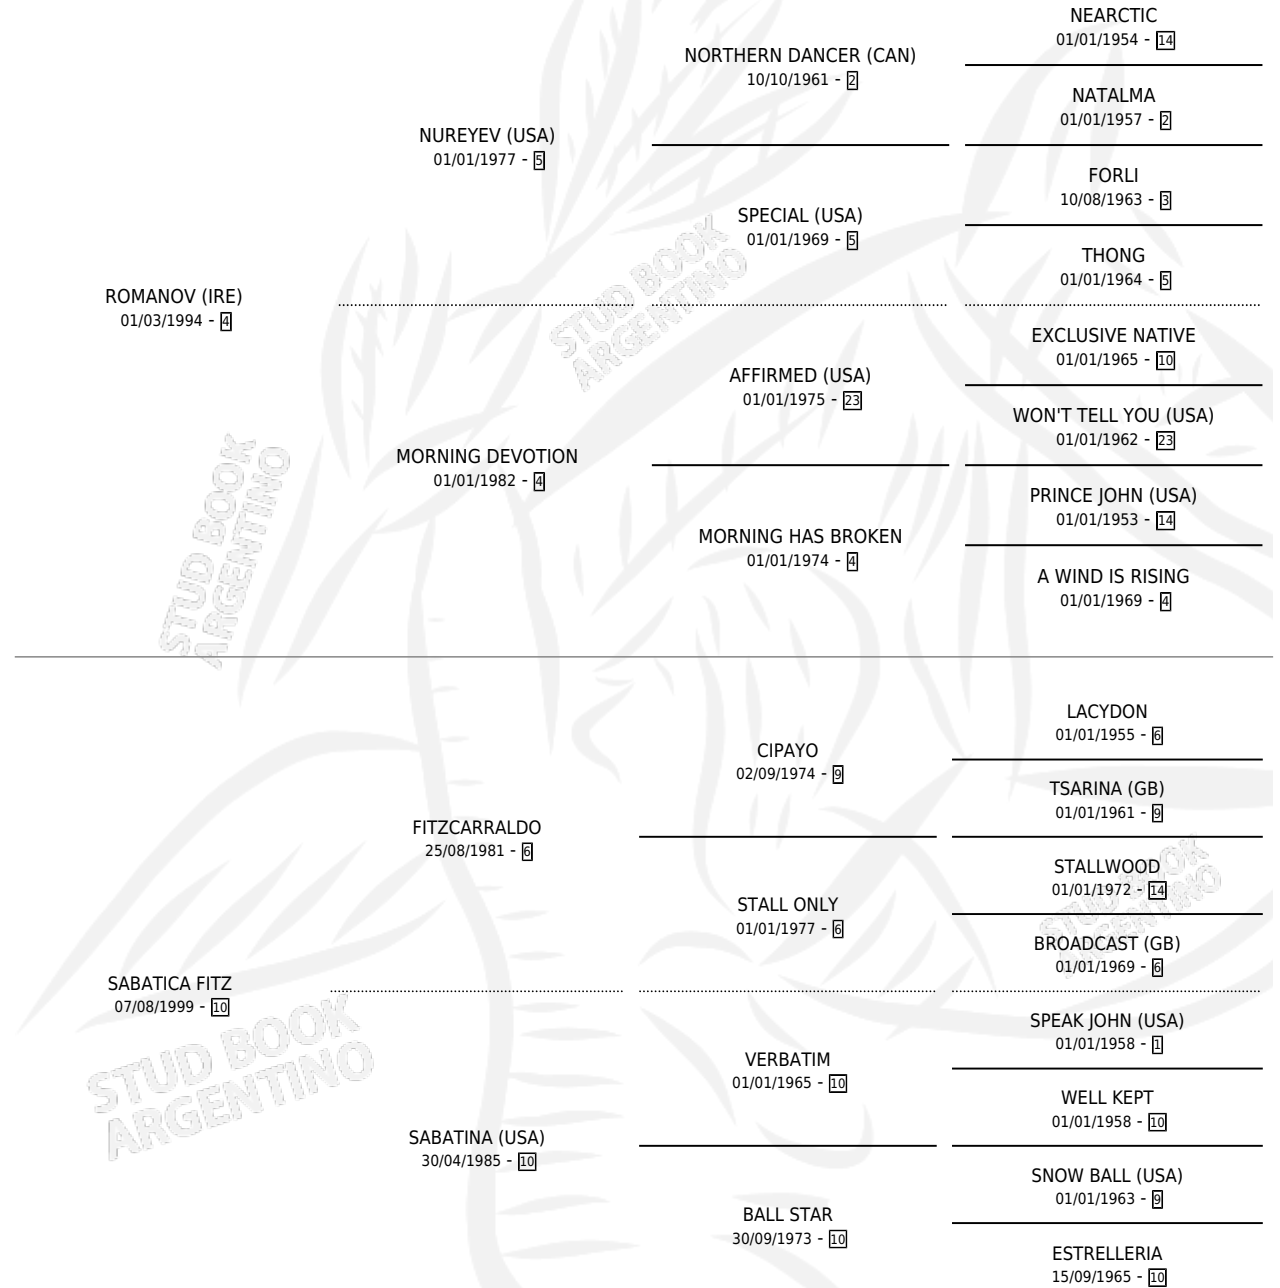 NEARCTIC
01/01/1954 - 14
NORTHERN DANCER (CAN)
10/10/1961 - 2
NATALMA
01/01/1957 - 2
NUREYEV (USA)
01/01/1977 - 5
FORLI
10/08/1963 - 3
SPECIAL (USA)
01/01/1969 - 5
THONG
01/01/1964 - 5
ROMANOV (IRE)
01/03/1994 - 4
EXCLUSIVE NATIVE
01/01/1965 - 10
AFFIRMED (USA)
01/01/1975 - 23
WON'T TELL YOU (USA)
01/01/1962 - 23
MORNING DEVOTION
01/01/1982 - 4
PRINCE JOHN (USA)
01/01/1953 - 14
MORNING HAS BROKEN
01/01/1974 - 4
A WIND IS RISING
01/01/1969 - 4
LACYDON
01/01/1955 - 6
CIPAYO
02/09/1974 - 9
TSARINA (GB)
01/01/1961 - 9
FITZCARRALDO
25/08/1981 - 6
STALLWOOD
01/01/1972 - 14
STALL ONLY
01/01/1977 - 6
BROADCAST (GB)
01/01/1969 - 6
SABATICA FITZ
07/08/1999 - 10
SPEAK JOHN (USA)
01/01/1958 - 1
VERBATIM
01/01/1965 - 10
WELL KEPT
01/01/1958 - 10
SABATINA (USA)
30/04/1985 - 10
SNOW BALL (USA)
01/01/1963 - 9
BALL STAR
30/09/1973 - 10
ESTRELLERIA
15/09/1965 - 10
STUD BOOK
ARGENTINO
STUD BOOK
ARGENTINO
STUD BOOK
ARGENTINO
STUD BOOK
ARGENTINO